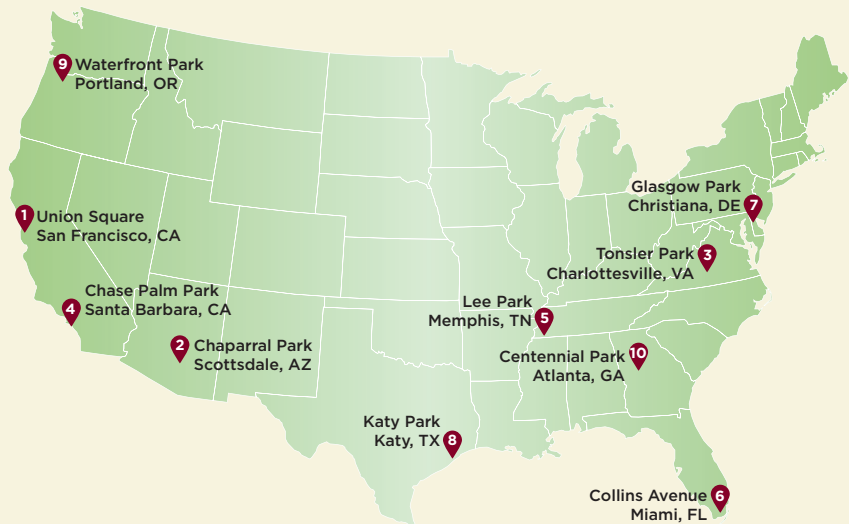 9 Waterfront Park
Portland, OR
Glasgow Park
Christiana, DE 7
1 Union Square
San Francisco, CA
Tonsler Park 3
Charlottesville, VA
Chase Palm Park
4 Santa Barbara, CA
Lee Park
Memphis, TN 5
2 Chaparral Park
Scottsdale, AZ
Centennial Park 10
Atlanta, GA
Katy Park
Katy, TX 8
Collins Avenue 6
Miami, FL